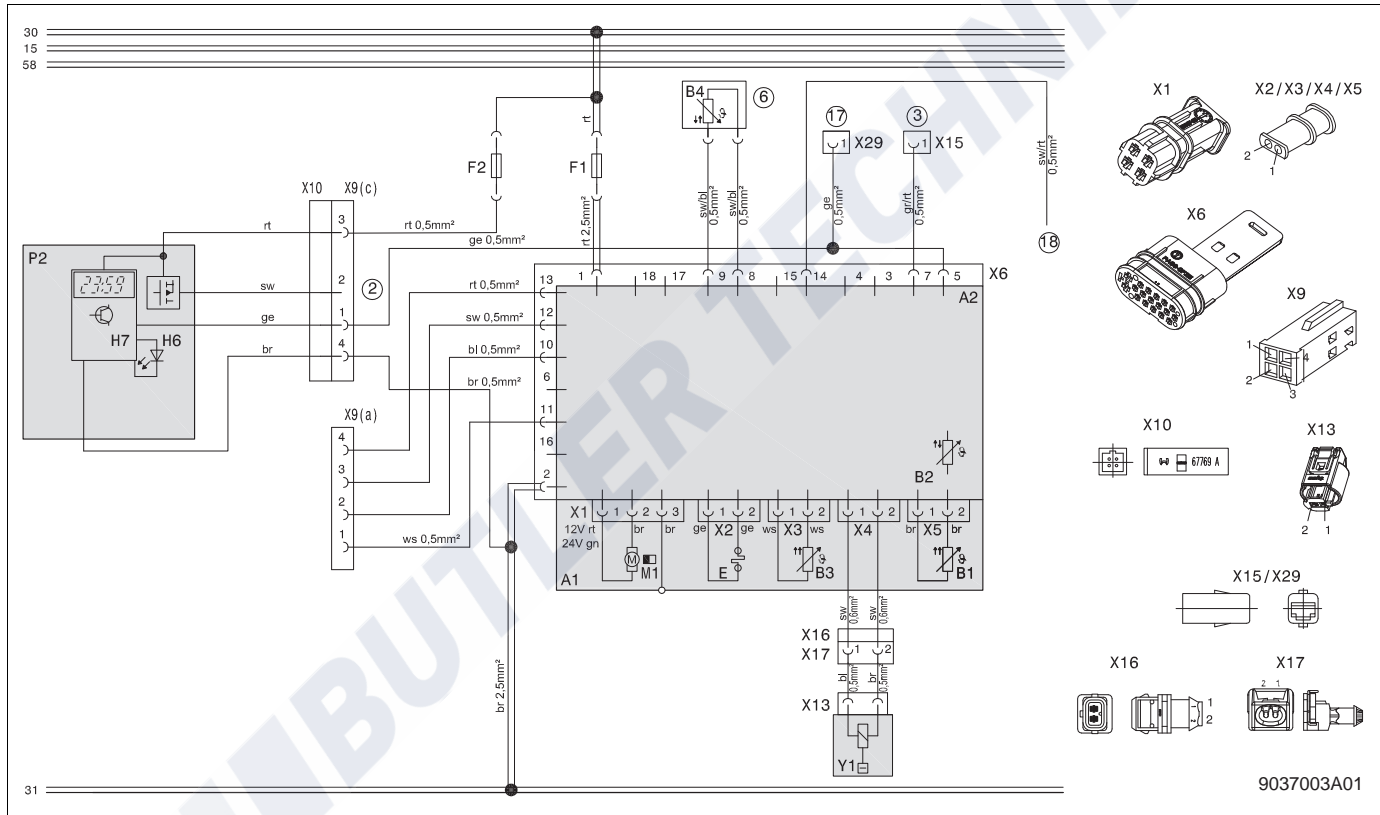 30
15
58
31
BUTLER TECHNIK
P2
23:59
H7
H6
rt
sw
ge
br
X10
X9(c)
3
2
1
4
2
rt 0,5mm²
ge 0,5mm²
F2
F1
rt
rt 2,5mm²
B4
6
sw/bl
0,5mm²
sw/bl
0,5mm²
17
1
X29
ge
0,5mm²
3
1
X15
gr/rt
0,5mm²
sw/rt
0,5mm²
18
X9(a)
4
3
2
1
rt 0,5mm²
sw 0,5mm²
bl 0,5mm²
br 0,5mm²
ws 0,5mm²
br 2,5mm²
1
18
17
9
8
15
14
4
3
7
5
X6
13
12
10
6
11
16
2
A2
B2
X1
1
2
3
12V rt
24V gn
br
br
M
M1
A1
1
X2
2
ge
ge
E
1
X3
2
ws
ws
B3
X4
1
2
1
X5
2
br
br
B1
sw
0,6mm²
sw
0,6mm²
X16
X17
1
2
bl
0,5mm²
br
0,5mm²
X13
Y1
X1
X2/X3/X4/X5
2
1
X6
X9
1
2
4
3
X10
67769 A
X13
2
1
X15/X29
X16
1
2
X17
2
1
9037003A01